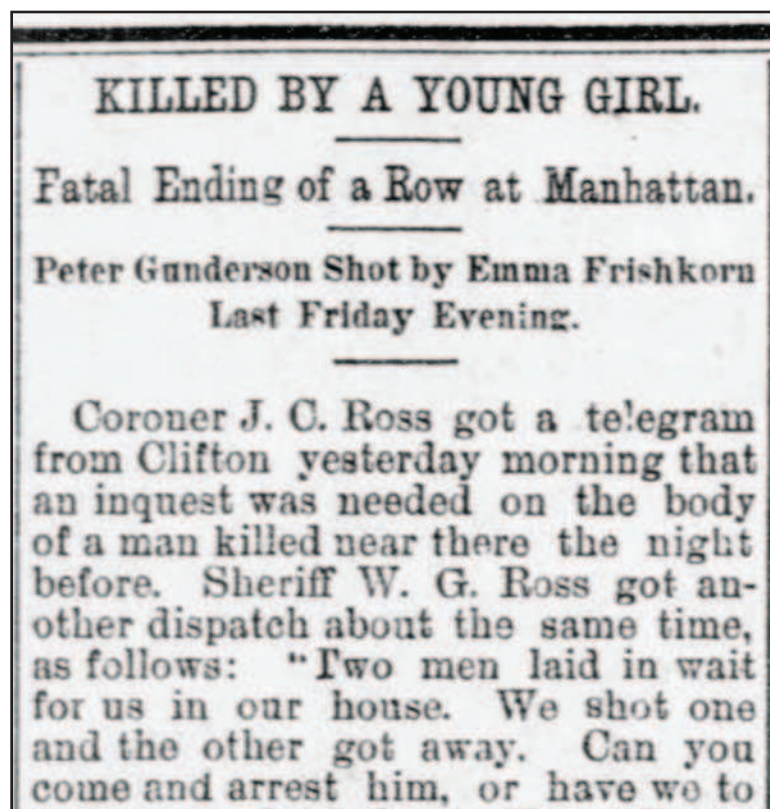 KILLED BY A YOUNG GIRL.
Fatal Ending of a Row at Manhattan.
Peter Gunderson Shot by Emma Frishkorn
Last Friday Evening.
Coroner J. C. Ross got a telegram
from Clifton yesterday morning that
an inquest was needed on the body
of a man killed near there the night
before. Sheriff W. G. Ross got an-
other dispatch about the same time,
as follows: "Two men laid in wait
for us in our house. We shot one
and the other got away. Can you
come and arrest him, or have we to